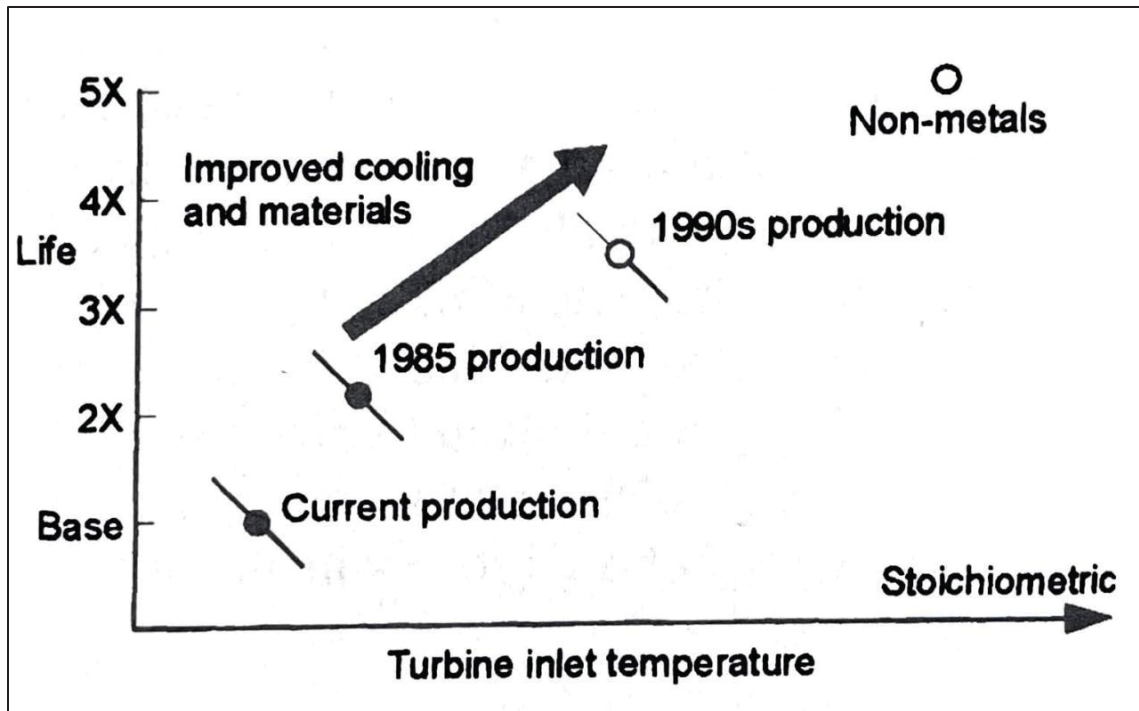 5X
Non-metals
Improved cooling
and materials
4X
1990s production
Life
3X
1985 production
2X
Current production
Base
Stoichiometric
Turbine inlet temperature